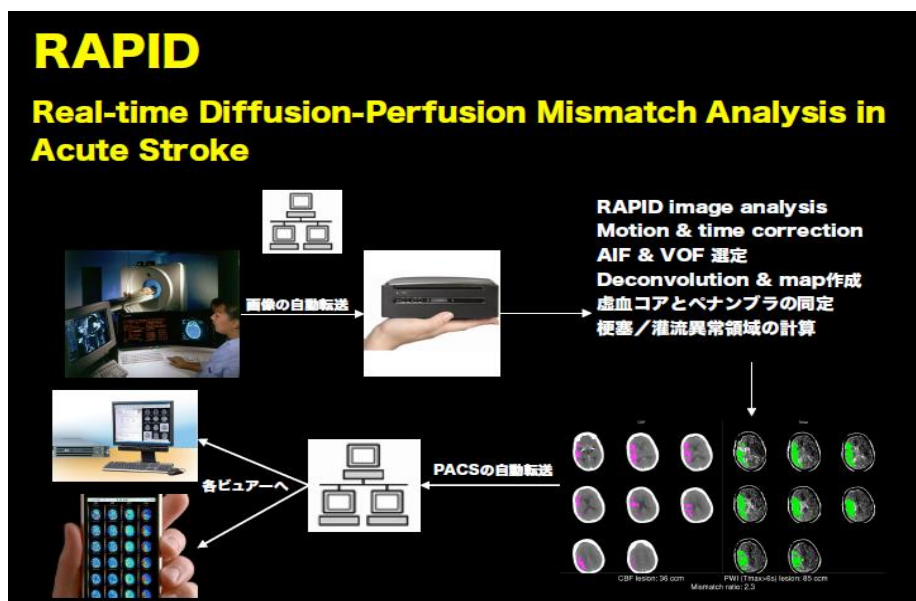 RAPID
Real-time Diffusion-Perfusion Mismatch Analysis in
Acute Stroke
画像の自動転送
RAPID image analysis
Motion & time correction
AIF & VOF 選定
Deconvolution & map作成
虚血コアとペナンブラの同定
梗塞／灌流異常領域の計算
PACSの自動転送
各ビュアーへ
CBF
Tmax
CBF lesion: 36 ccm
PWI (Tmax>6s) lesion: 85 ccm
Mismatch ratio: 2.3